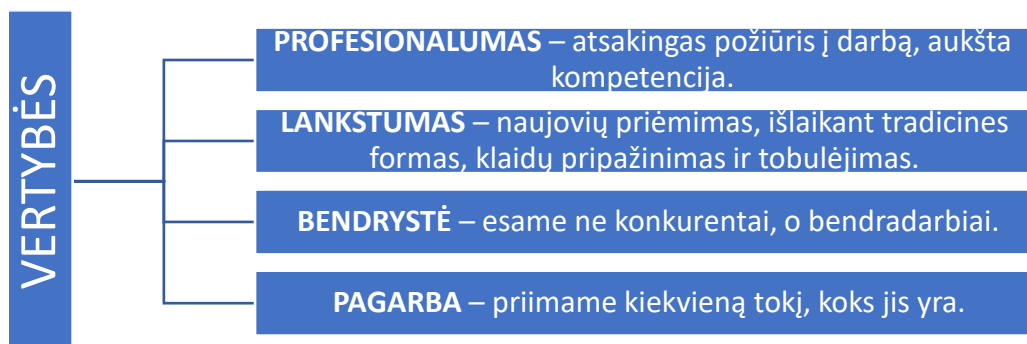 VERTYBĖS
PROFESIONALUMAS – atsakingas požiūris į darbą, aukšta
kompetencija.
LANKSTUMAS – naujovių priėmimas, išlaikant tradicines
formas, klaidų pripažinimas ir tobulėjimas.
BENDRYSTĖ – esame ne konkurentai, o bendradarbiai.
PAGARBA – priimame kiekvieną tokį, koks jis yra.